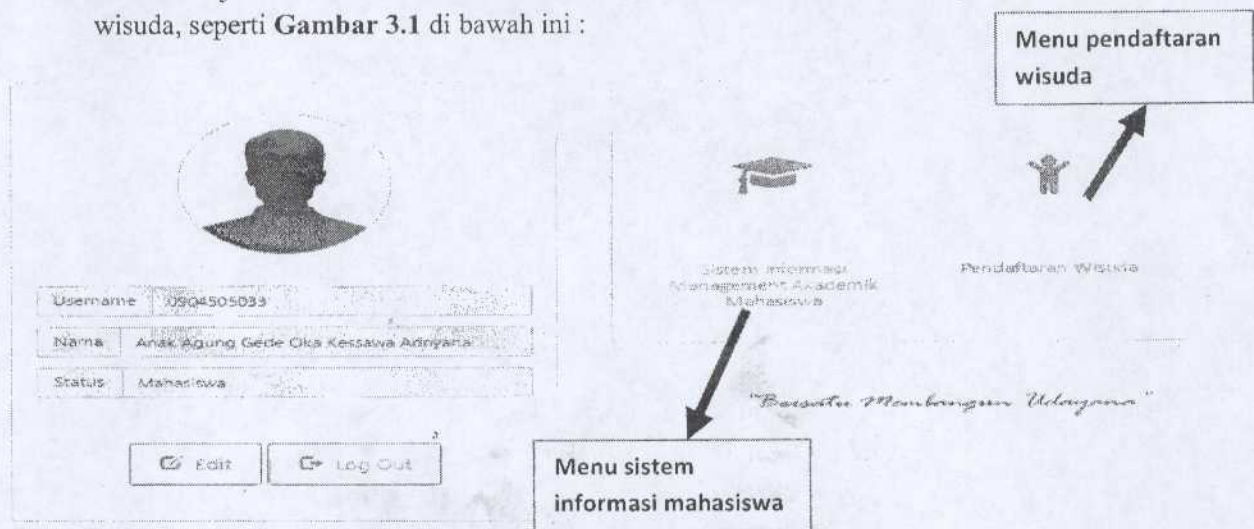 wisuda, seperti Gambar 3.1 di bawah ini :
Menu pendaftaran
wisuda
Sistem Informasi
Management Akademik
Mahasiswa
Pendaftaran Wisuda
Username 0904505033
Nama Anak Agung Gede Oka Kessawa Adnyana
Status Mahasiswa
"Bersatu Membangun Udayana"
Edit
Log Out
Menu sistem
informasi mahasiswa